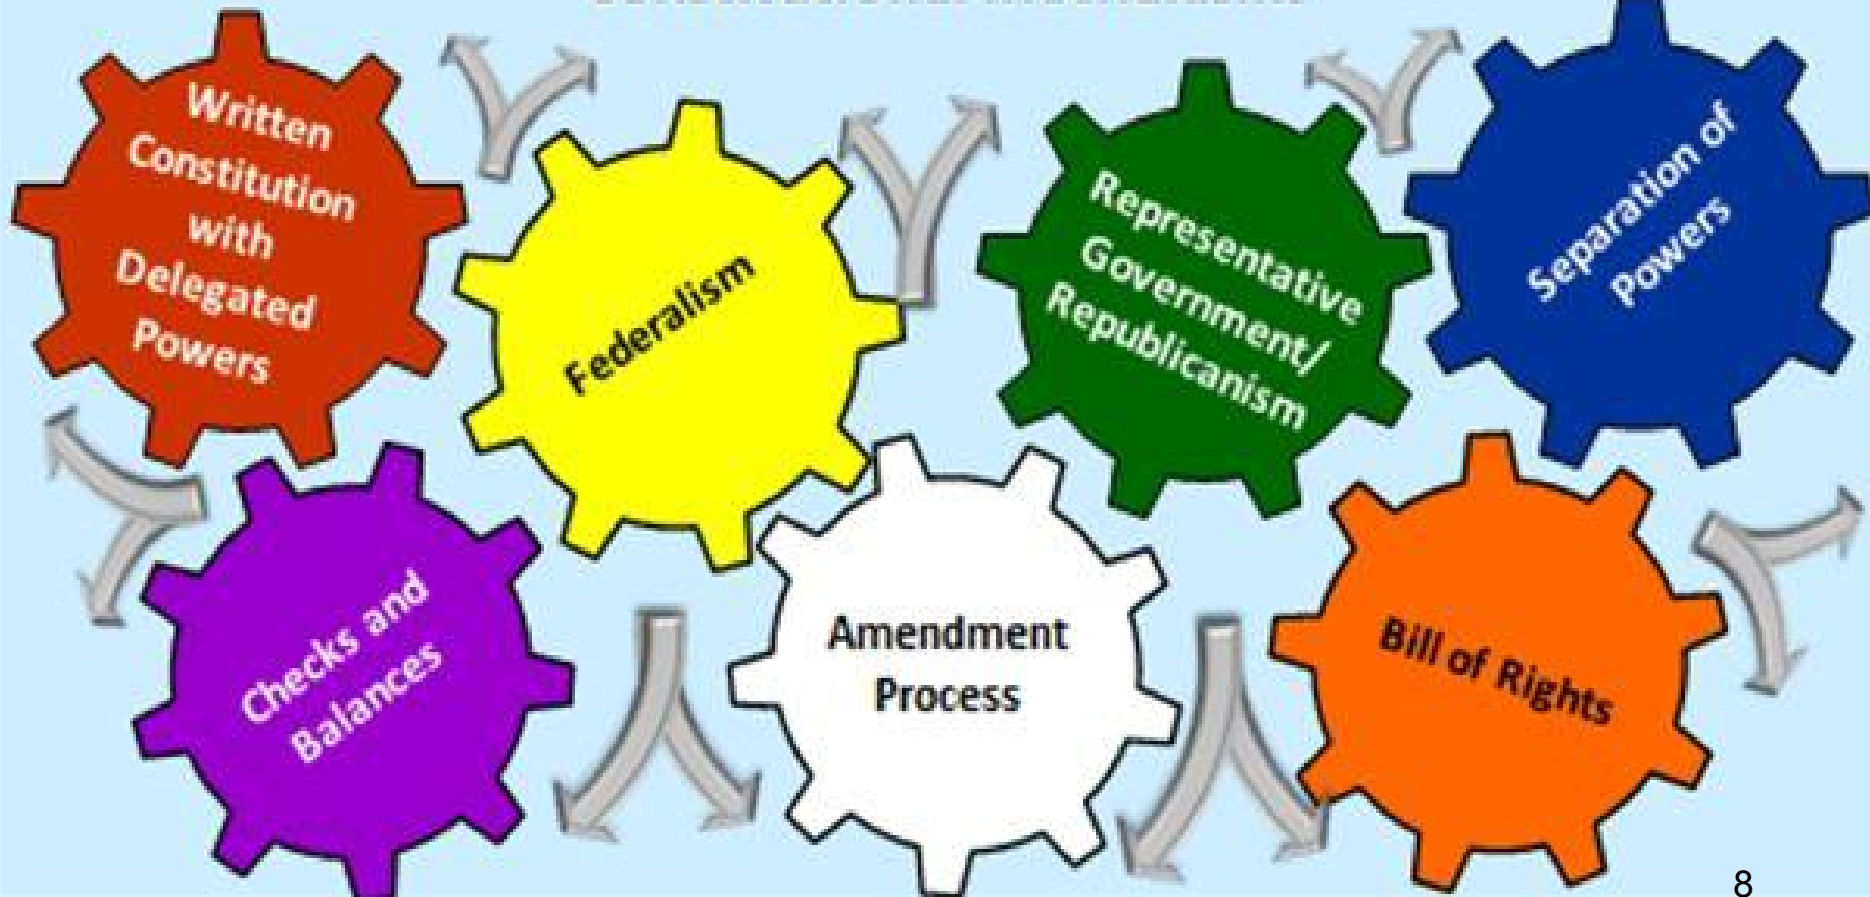 Written
Constitution
with
Delegated
Powers
Federalism
Representative
Government/
Republicanism
Separation of
Powers
Checks and
Balances
Amendment
Process
Bill of Rights
8